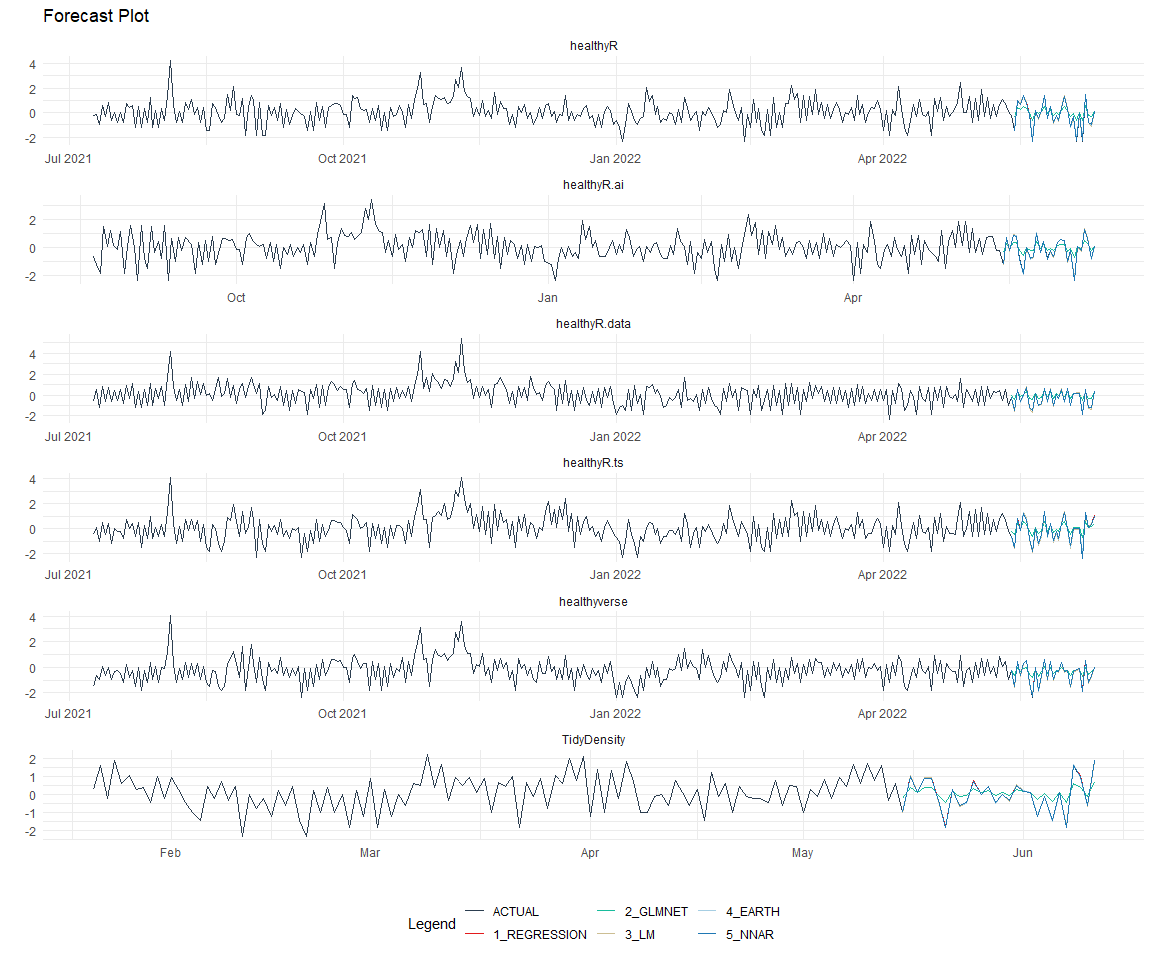 Forecast Plot
healthyR
4
2
0
-2
Jul 2021 Oct 2021 Jan 2022 Apr 2022
healthyR.ai
2
0
-2
Oct Jan Apr
healthyR.data
4
2
0
-2
Jul 2021 Oct 2021 Jan 2022 Apr 2022
healthyR.ts
4
2
0
-2
Jul 2021 Oct 2021 Jan 2022 Apr 2022
healthyverse
4
2
0
-2
Jul 2021 Oct 2021 Jan 2022 Apr 2022
TidyDensity
2
1
0
-1
-2
Feb Mar Apr May Jun
Legend
ACTUAL 2_GLMNET 4_EARTH
1_REGRESSION 3_LM 5_NNAR